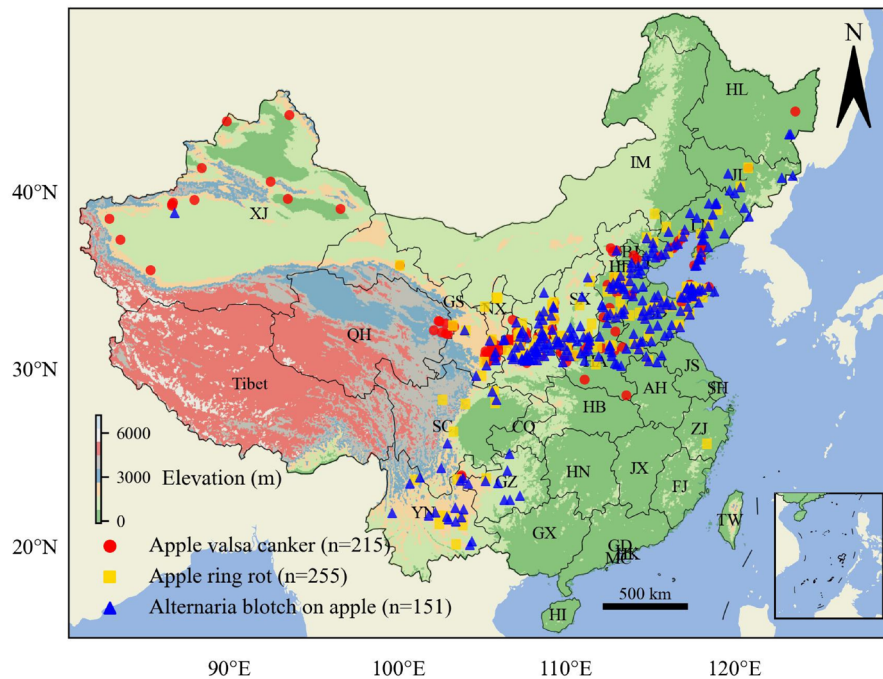 N
HL
40°N
IM
JL
XJ
LN
BJ
GS
NX
SX
QH
30°N
Tibet
JS
AH
SH
HB
6000
SC
CQ
ZJ
3000
Elevation (m)
HN
JX
GZ
FJ
0
YN
GX
TW
20°N
GD
HK
MC
Apple valsa canker (n=215)
Apple ring rot (n=255)
500 km
Alternaria blotch on apple (n=151)
HI
90°E
100°E
110°E
120°E